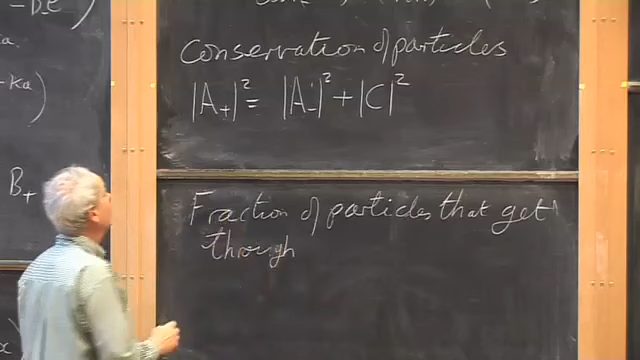 Conservation of particles
|A₊|² = |A₋|² + |C|²
Fraction of particles that get
through
B₊